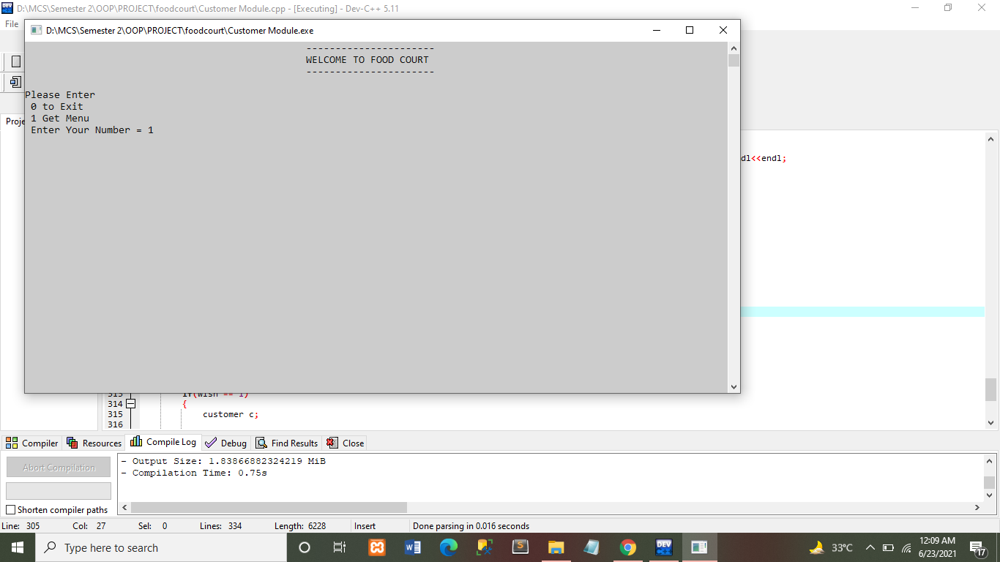 D:\MCS\Semester 2\OOP\PROJECT\foodcourt\Customer Module.cpp - [Executing] - Dev-C++ 5.11
File
D:\MCS\Semester 2\OOP\PROJECT\foodcourt\Customer Module.exe
----------------------
WELCOME TO FOOD COURT
----------------------
Please Enter
0 to Exit
1 Get Menu
Enter Your Number = 1
Proje
dl<<endl;
313 if(wish == 1)
314 {
315 customer c;
316
Compiler Resources Compile Log Debug Find Results Close
Abort Compilation
Shorten compiler paths
- Output Size: 1.83866882324219 MiB
- Compilation Time: 0.75s
Line: 305 Col: 27 Sel: 0 Lines: 334 Length: 6228 Insert Done parsing in 0.016 seconds
Type here to search
DEV
33°C
12:09 AM
6/23/2021
17